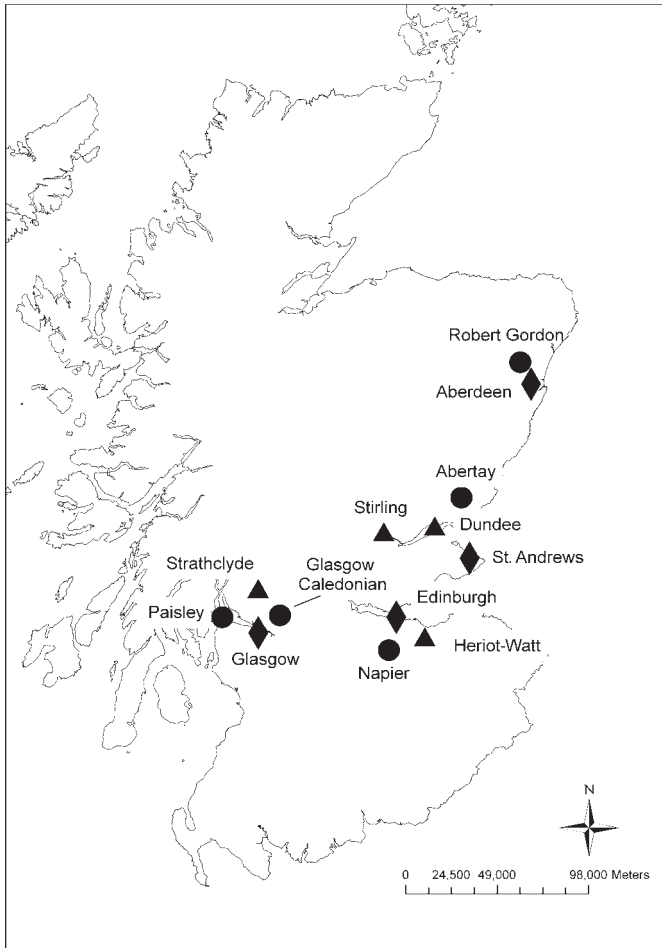 Robert Gordon
Aberdeen
Abertay
Stirling
Dundee
St. Andrews
Strathclyde
Glasgow
Caledonian
Edinburgh
Paisley
Glasgow
Heriot-Watt
Napier
N
0 24,500 49,000 98,000 Meters